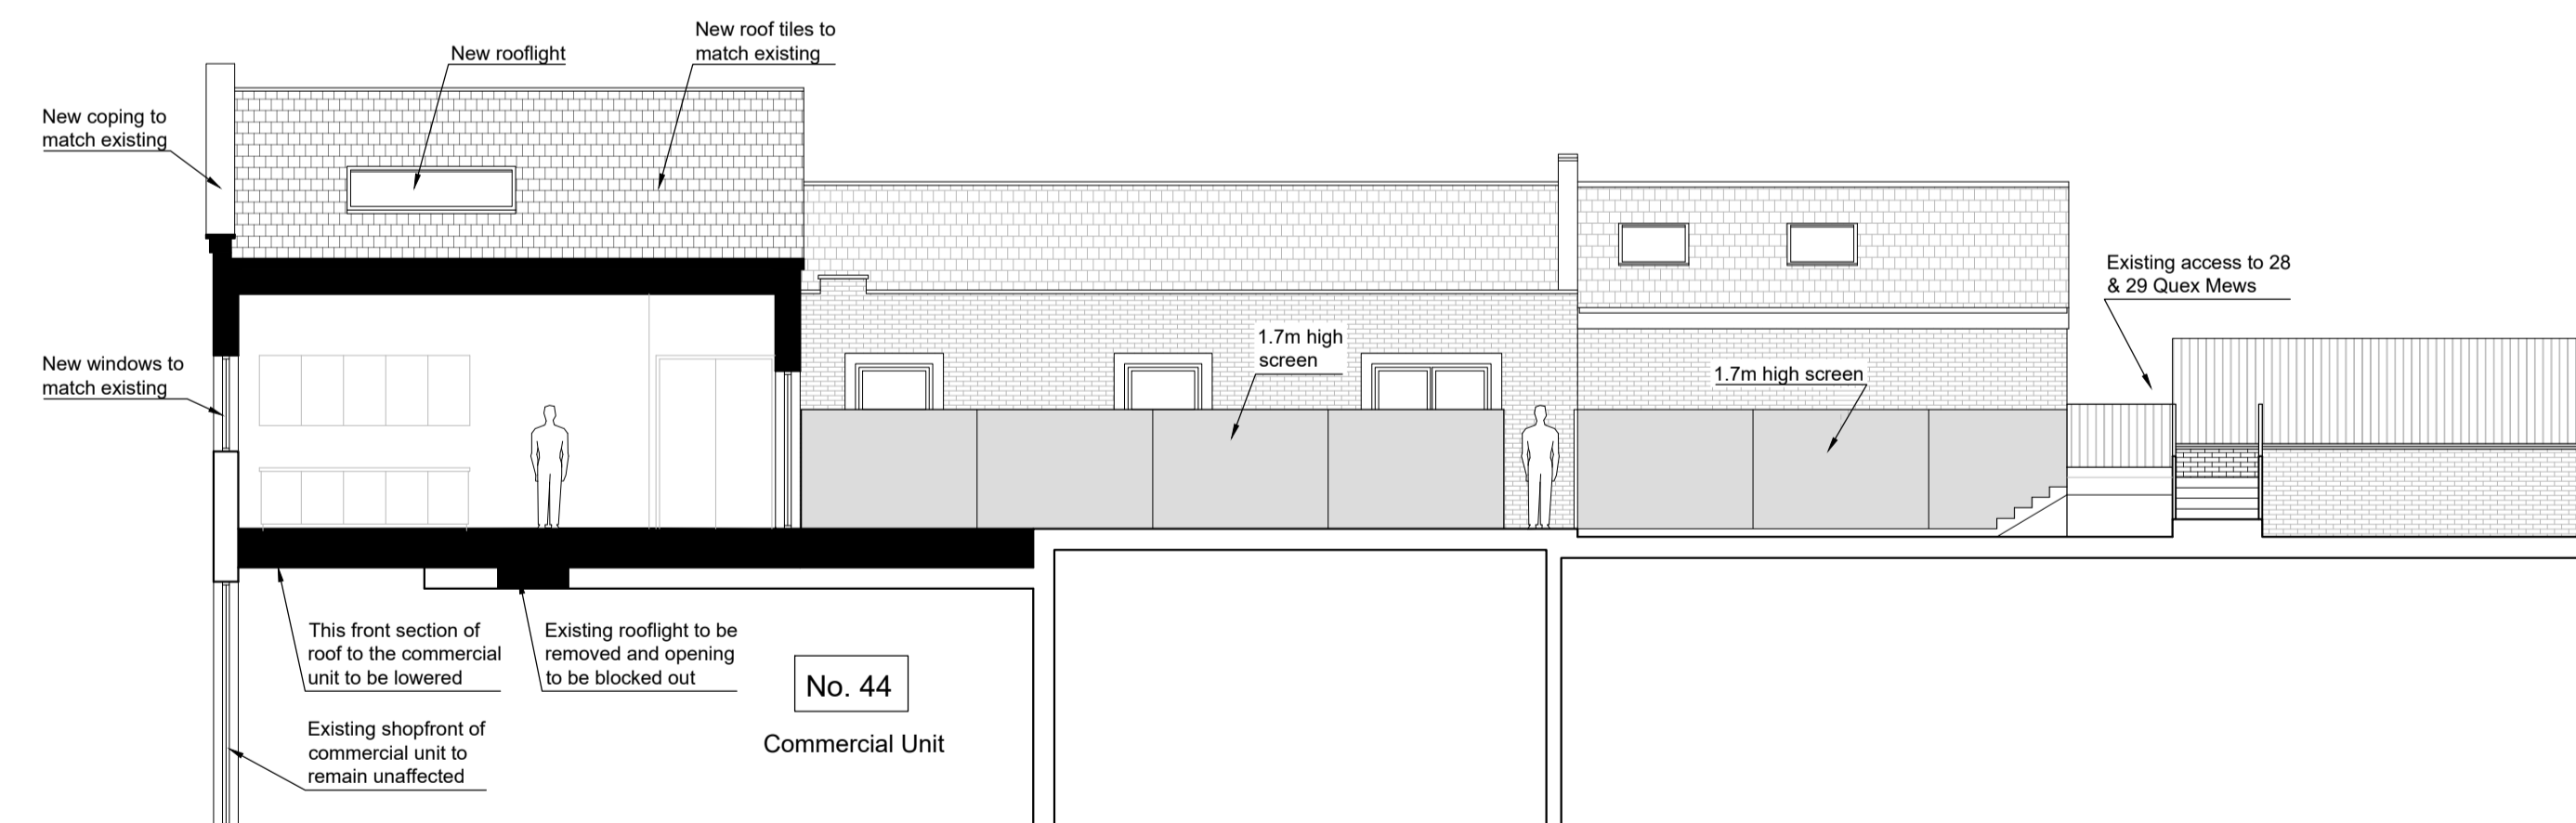 New roof tiles to
match existing
New rooflight
New coping to
match existing
Existing access to 28
& 29 Quex Mews
1.7m high
screen
New windows to
match existing
1.7m high screen
This front section of
roof to the commercial
unit to be lowered
Existing rooflight to be
removed and opening
to be blocked out
No. 44
Commercial Unit
Existing shopfront of
commercial unit to
remain unaffected